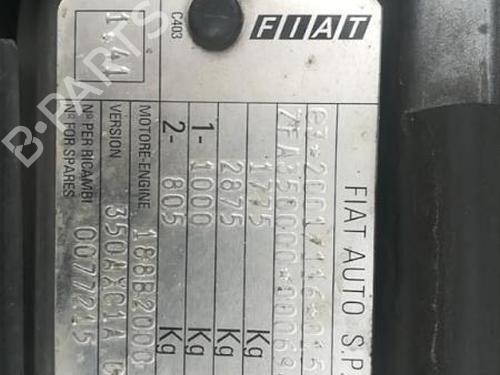 FIAT
FIAT AUTO S.P.
1775 Kg
2875 Kg
1- 1000 Kg
2- 805 Kg
MOTORE-ENGINE 188B2000
VERSION 350AXC1A
N° PER RICAMBI
N° FOR SPARES 0077215
C403
1.41
B-PARTS